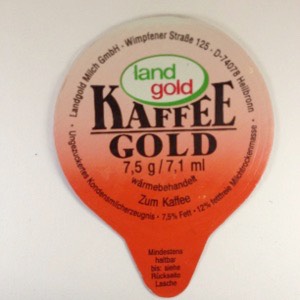 Landgold Milch GmbH - Wimpfener Straße 125 - D-74078 Heilbronn
land
gold
KAFFEE
GOLD
7,5 g/7,1 ml
wärmebehandelt
Zum Kaffee
Ungezuckertes Kondensmilcherzeugnis - 7,5% Fett - 12% fettfreie Milchtrockenmasse
Mindestens
haltbar
bis: siehe
Rückseite
Lasche